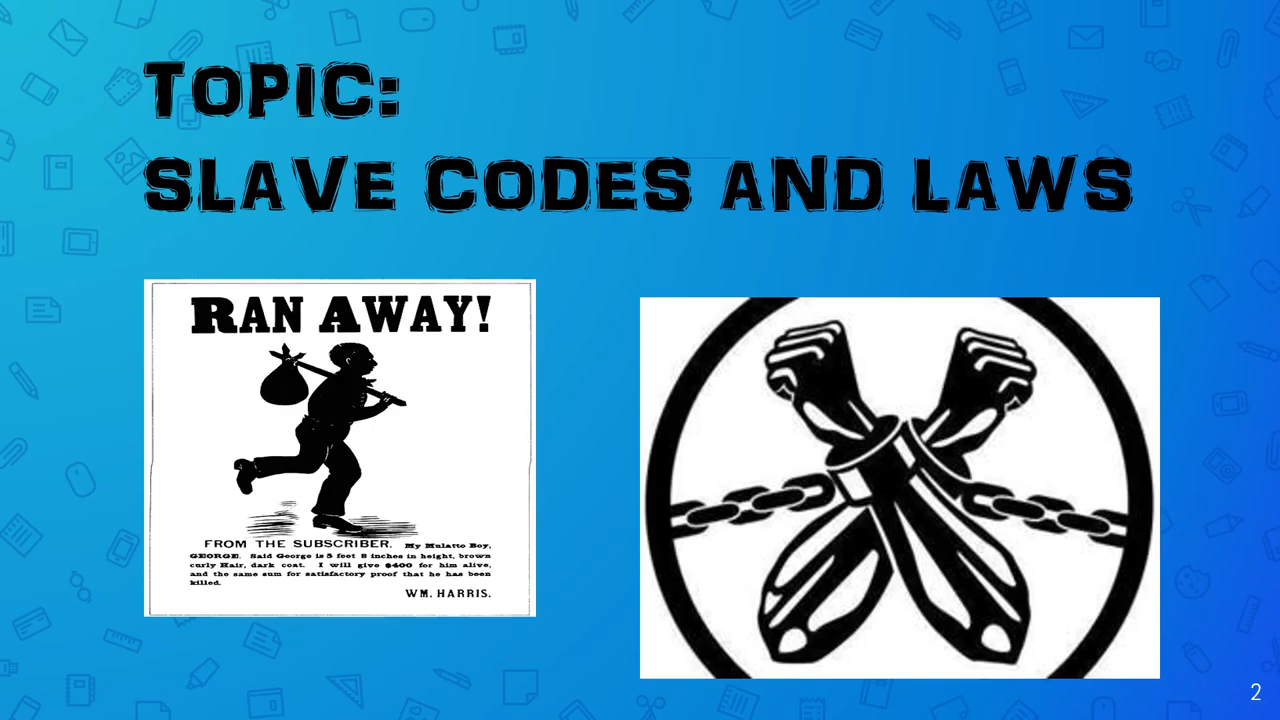 TOPIC:
SLAVE CODES AND LAWS
RAN AWAY!
FROM THE SUBSCRIBER. My Mulatto Boy,
GEORGE. Said George is 5 feet 8 inches in height, brown
curly Hair, dark coat. I will give $400 for him alive,
and the same sum for satisfactory proof that he has been
killed.
WM. HARRIS.
2